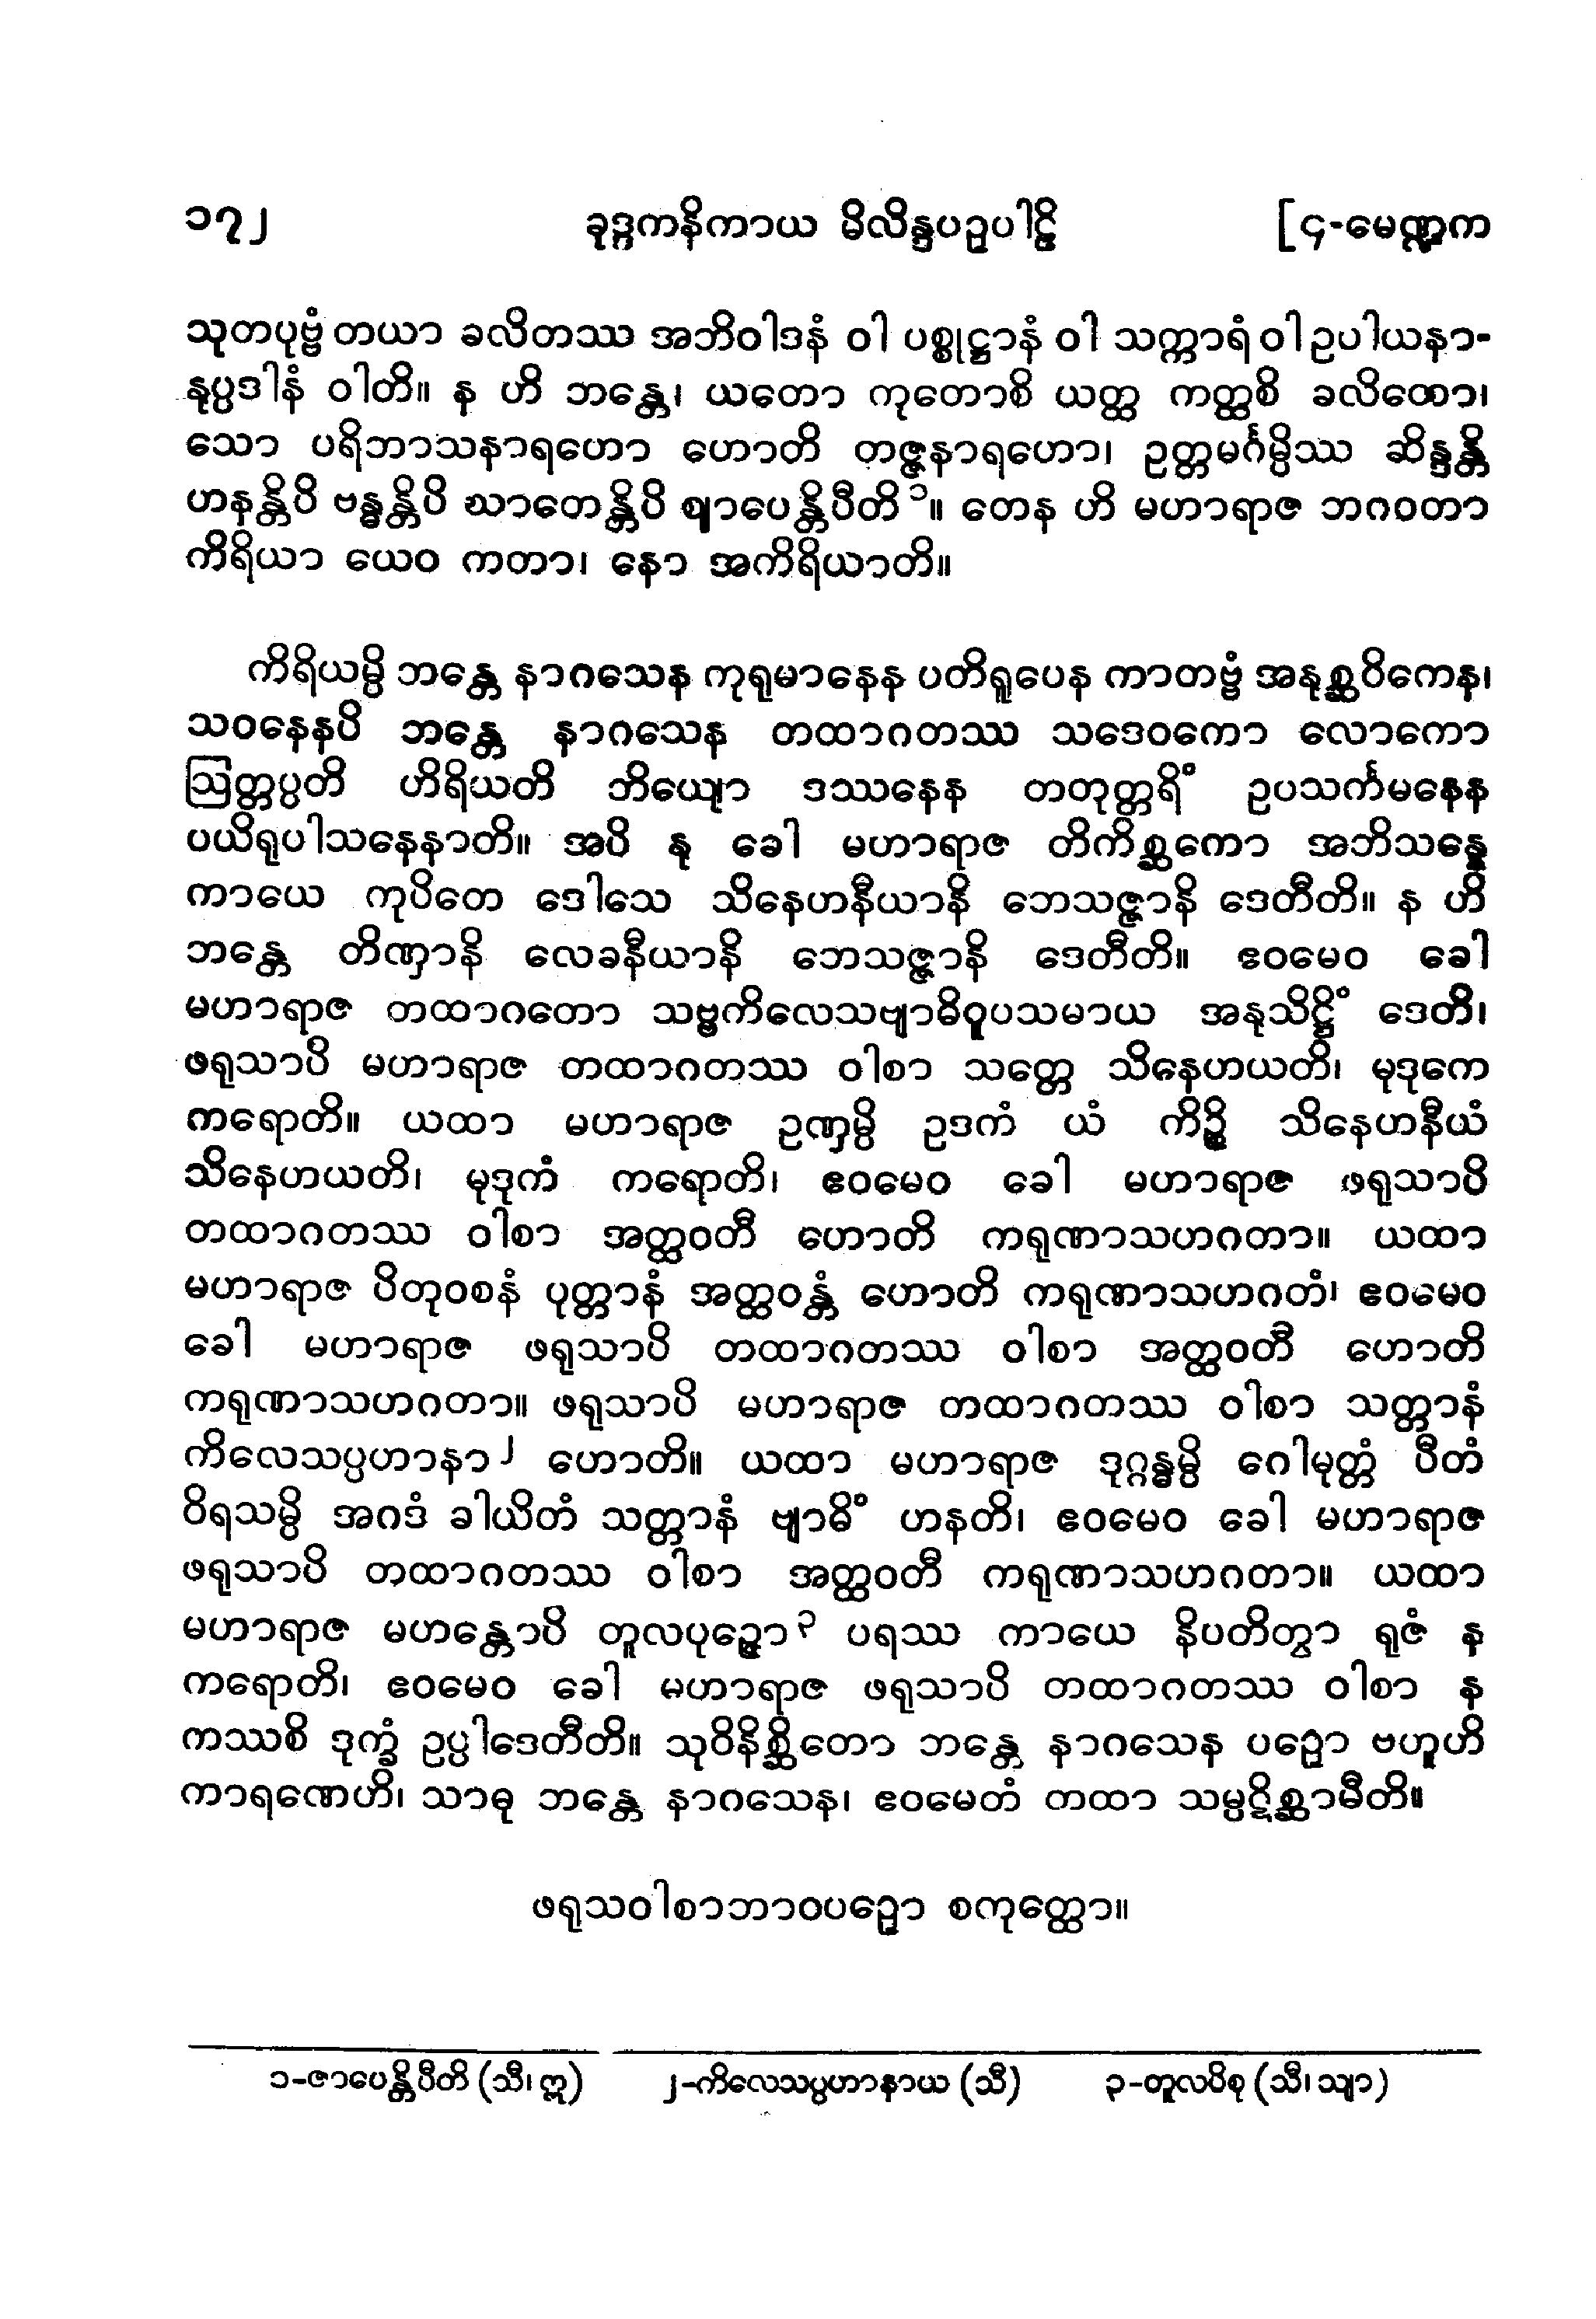 ၁၇၂ ခုဒ္ဒကနိကာယ မိလိန္ဒပဉှပါဠိ [၄-မေဏ္ဍက
သုတပုဗ္ဗံ တယာ ခလိတဿ အဘိဝါဒနံ ဝါ ပစ္စုဋ္ဌာနံ ဝါ သက္ကာရံ ဝါ ဥပါယနာ-
နုပ္ပဒါနံ ဝါတိ။ န ဟိ ဘန္တေ၊ ယတော ကုတောစိ ယတ္ထ ကတ္ထစိ ခလိတော၊
သော ပရိဘာသနာရဟော ဟောတိ တဇ္ဇနာရဟော၊ ဥတ္တမင်္ဂမ္ပိဿ ဆိန္ဒန္တိ
ဟနန္တိပိ ဗန္ဓန္တိပိ ဃာတေန္တိပိ ဈာပေန္တိပီတိ၁။ တေန ဟိ မဟာရာဇ ဘဂဝတာ
ကိရိယာ ယေဝ ကတာ၊ နော အကိရိယာတိ။
ကိရိယမ္ပိ ဘန္တေ နာဂသေန ကုရုမာနေန ပတိရူပေန ကာတဗ္ဗံ အနုစ္ဆဝိကေန၊
သဝနေနပိ ဘန္တေ နာဂသေန တထာဂတဿ သဒေဝကော လောကော
ဩတ္တပ္ပတိ ဟိရိယတိ ဘိယျော ဒဿနေန တတုတ္တရိံ ဥပသင်္ကမနေန
ပယိရုပါသနေနာတိ။ အပိ နု ခေါ မဟာရာဇ တိကိစ္ဆကော အဘိသန္နေ
ကာယေ ကုပိတေ ဒေါသေ သိနေဟနီယာနိ ဘေသဇ္ဇာနိ ဒေတီတိ။ န ဟိ
ဘန္တေ တိဏှာနိ လေခနီယာနိ ဘေသဇ္ဇာနိ ဒေတီတိ။ ဧဝမေဝ ခေါ
မဟာရာဇ တထာဂတော သဗ္ဗကိလေသဗျာဓိဝူပသမာယ အနုသိဋ္ဌိံ ဒေတိ၊
ဖရုသာပိ မဟာရာဇ တထာဂတဿ ဝါစာ သတ္တေ သိနေဟယတိ၊ မုဒုကေ
ကရောတိ။ ယထာ မဟာရာဇ ဥဏှမ္ပိ ဥဒကံ ယံ ကိဉ္စိ သိနေဟနီယံ
သိနေဟယတိ၊ မုဒုကံ ကရောတိ၊ ဧဝမေဝ ခေါ မဟာရာဇ ဖရုသာပိ
တထာဂတဿ ဝါစာ အတ္ထဝတီ ဟောတိ ကရုဏာသဟဂတာ။ ယထာ
မဟာရာဇ ပိတုဝစနံ ပုတ္တာနံ အတ္ထဝန္တံ ဟောတိ ကရုဏာသဟဂတံ၊ ဧဝမေဝ
ခေါ မဟာရာဇ ဖရုသာပိ တထာဂတဿ ဝါစာ အတ္ထဝတီ ဟောတိ
ကရုဏာသဟဂတာ။ ဖရုသာပိ မဟာရာဇ တထာဂတဿ ဝါစာ သတ္တာနံ
ကိလေသပ္ပဟာနာ၂ ဟောတိ။ ယထာ မဟာရာဇ ဒုဂ္ဂန္ဓမ္ပိ ဂေါမုတ္တံ ပီတံ
ဝိရသမ္ပိ အဂဒံ ခါယိတံ သတ္တာနံ ဗျာဓိံ ဟနတိ၊ ဧဝမေဝ ခေါ မဟာရာဇ
ဖရုသာပိ တထာဂတဿ ဝါစာ အတ္ထဝတီ ကရုဏာသဟဂတာ။ ယထာ
မဟာရာဇ မဟန္တောပိ တူလပုဉ္ဇော၃ ပရဿ ကာယေ နိပတိတွာ ရုဇံ န
ကရောတိ၊ ဧဝမေဝ ခေါ မဟာရာဇ ဖရုသာပိ တထာဂတဿ ဝါစာ န
ကဿစိ ဒုက္ခံ ဥပ္ပါဒေတီတိ။ သုဝိနိစ္ဆိတော ဘန္တေ နာဂသေန ပဉှော ဗဟူဟိ
ကာရဏေဟိ၊ သာဓု ဘန္တေ နာဂသေန၊ ဧဝမေတံ တထာ သမ္ပဋိစ္ဆာမီတိ။
ဖရုသဝါစာဘာဝပဉှော စကုတ္ထော။
၁-ဇာပေန္တိပီတိ (သီ၊ ဣ) ၂-ကိလေသပ္ပဟာနာယ (သီ) ၃-တူလပိစု (သီ၊ သျာ)